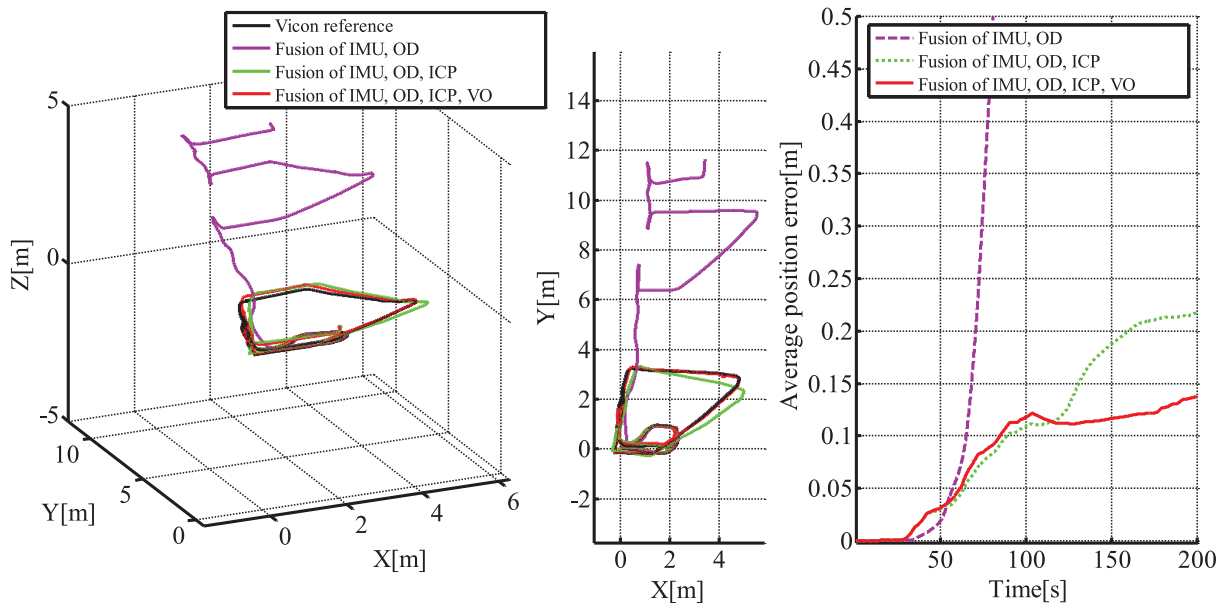 Vicon reference
Fusion of IMU, OD
Fusion of IMU, OD, ICP
Fusion of IMU, OD, ICP, VO
5
0
-5
Z[m]
10
5
0
Y[m]
0
2
4
6
X[m]
14
12
10
8
6
4
2
0
-2
Y[m]
0
2
4
X[m]
Fusion of IMU, OD
Fusion of IMU, OD, ICP
Fusion of IMU, OD, ICP, VO
0.5
0.45
0.4
0.35
0.3
0.25
0.2
0.15
0.1
0.05
0
Average position error[m]
50
100
150
200
Time[s]